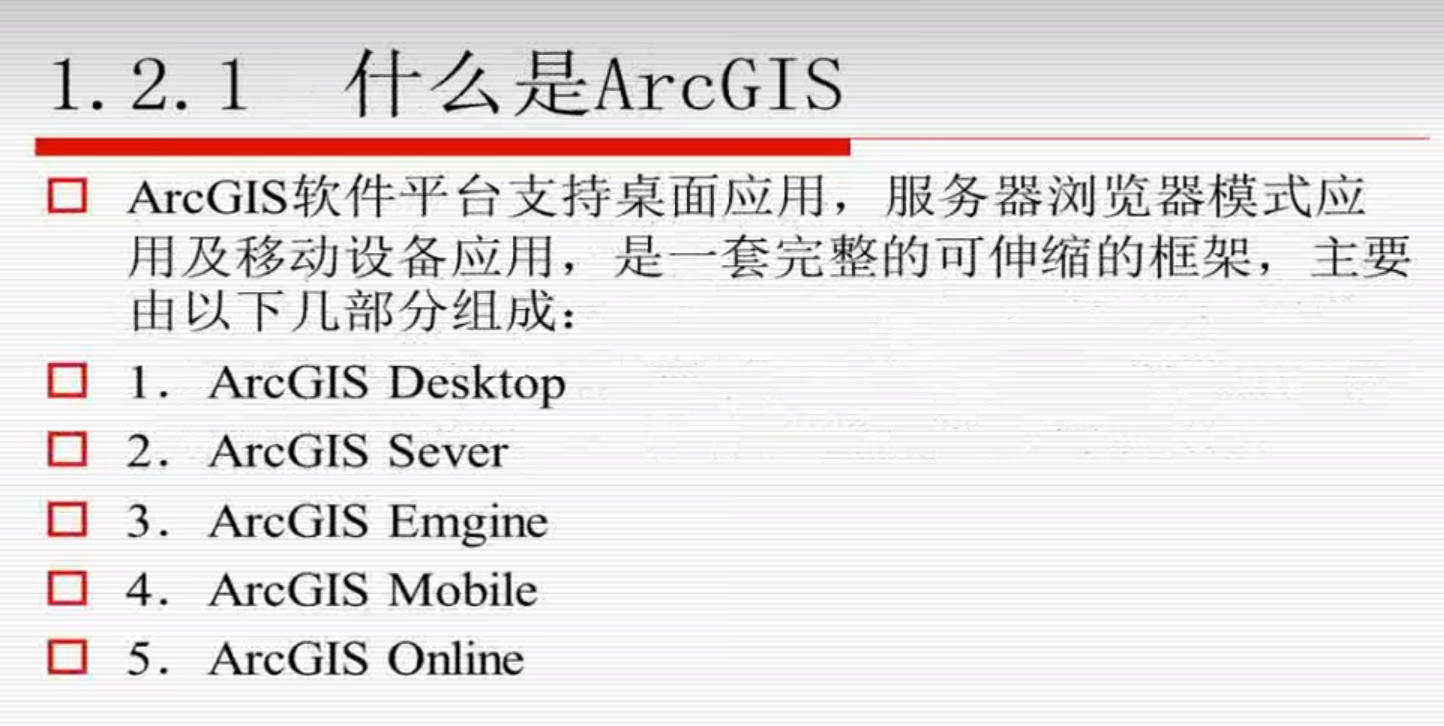 1.2.1 什么是ArcGIS
ArcGIS软件平台支持桌面应用，服务器浏览器模式应
用及移动设备应用，是一套完整的可伸缩的框架，主要
由以下几部分组成：
1. ArcGIS Desktop
2. ArcGIS Sever
3. ArcGIS Emgine
4. ArcGIS Mobile
5. ArcGIS Online